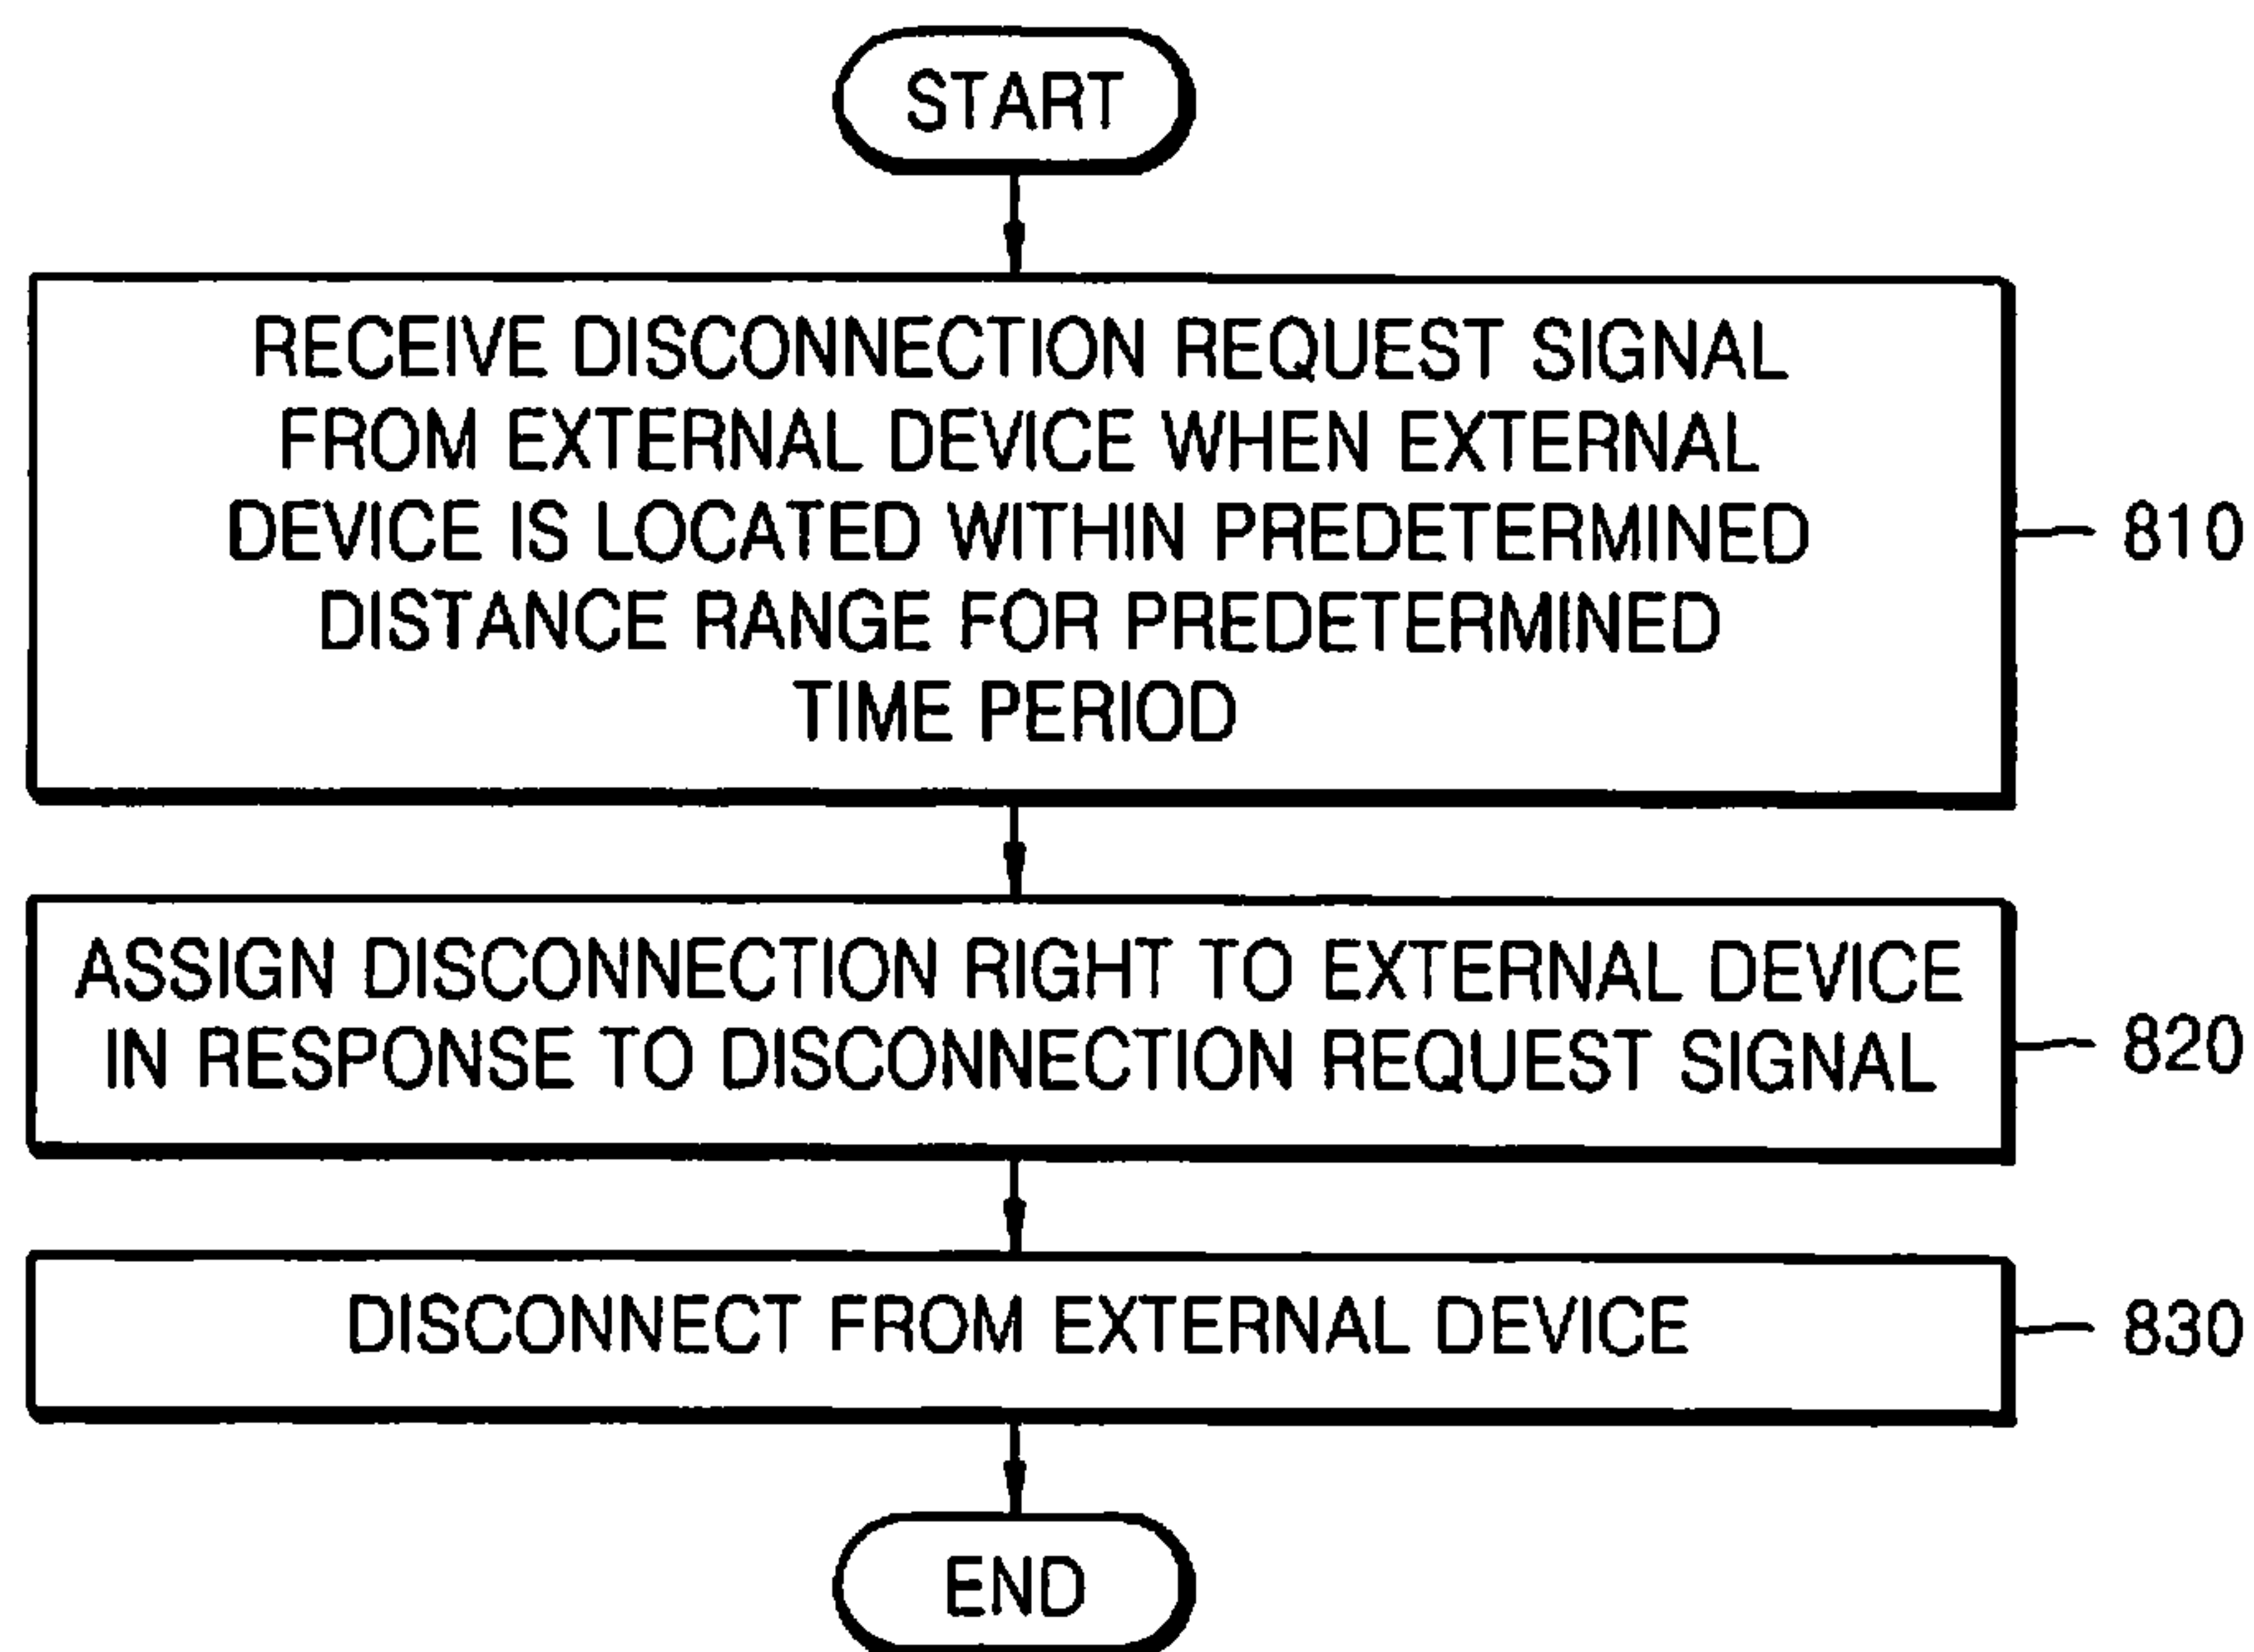 START
RECEIVE DISCONNECTION REQUEST SIGNAL
FROM EXTERNAL DEVICE WHEN EXTERNAL
DEVICE IS LOCATED WITHIN PREDETERMINED
DISTANCE RANGE FOR PREDETERMINED
TIME PERIOD
810
ASSIGN DISCONNECTION RIGHT TO EXTERNAL DEVICE
IN RESPONSE TO DISCONNECTION REQUEST SIGNAL
820
DISCONNECT FROM EXTERNAL DEVICE
830
END